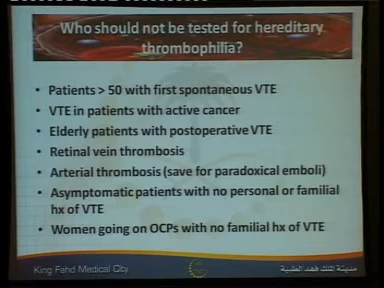 Who should not be tested for hereditary
thrombophilia?
• Patients > 50 with first spontaneous VTE
• VTE in patients with active cancer
• Elderly patients with postoperative VTE
• Retinal vein thrombosis
• Arterial thrombosis (save for paradoxical emboli)
• Asymptomatic patients with no personal or familial
hx of VTE
• Women going on OCPs with no familial hx of VTE
King Fahd Medical City
مدينة الملك فهد الطبية